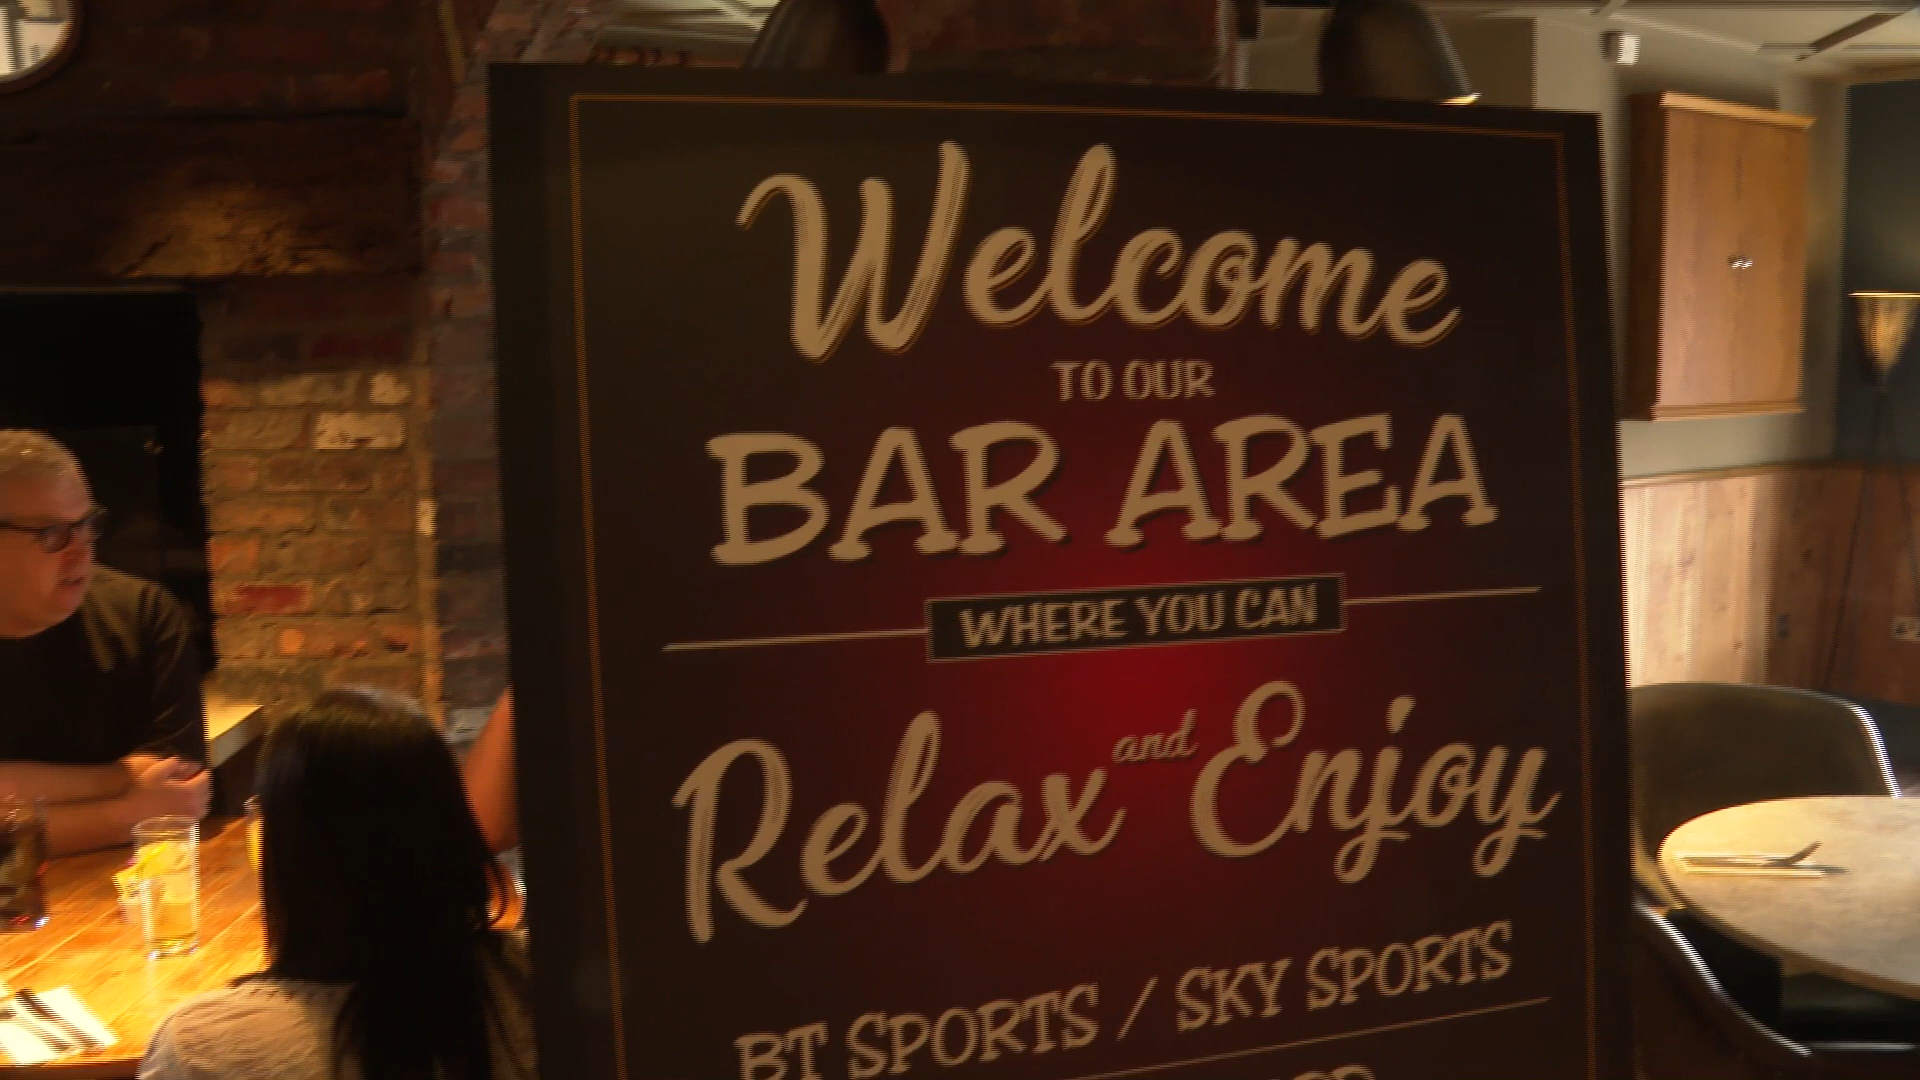 Welcome
TO OUR
BAR AREA
WHERE YOU CAN
Relax and Enjoy
BT SPORTS / SKY SPORTS